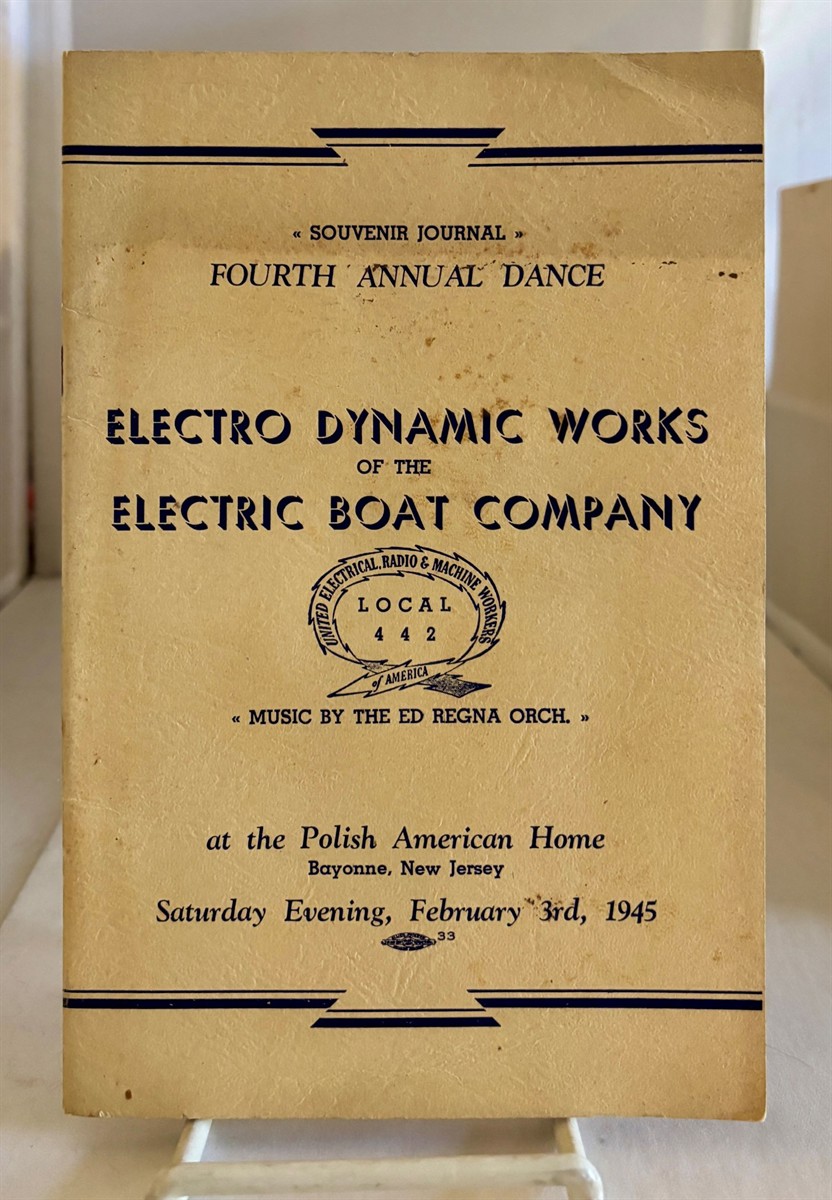 « SOUVENIR JOURNAL »
FOURTH ANNUAL DANCE
ELECTRO DYNAMIC WORKS
OF THE
ELECTRIC BOAT COMPANY
UNITED ELECTRICAL, RADIO & MACHINE WORKERS
LOCAL
442
of AMERICA
« MUSIC BY THE ED REGNA ORCH. »
at the Polish American Home
Bayonne, New Jersey
Saturday Evening, February 3rd, 1945
33